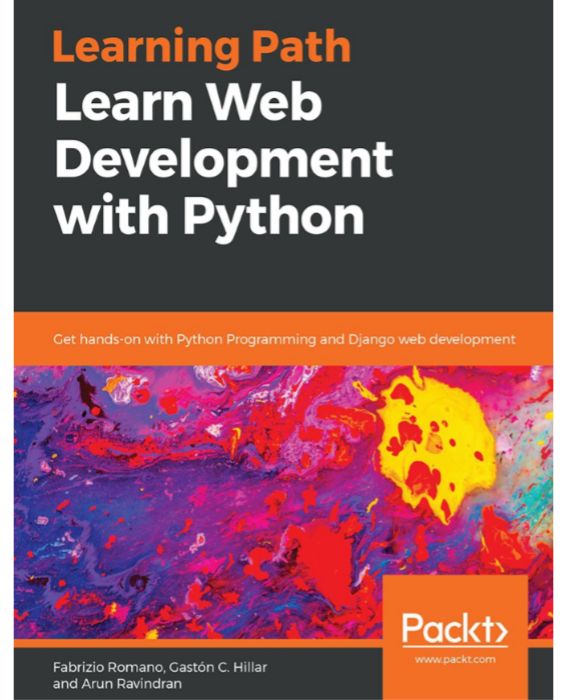 Learning Path
Learn Web
Development
with Python
Get hands-on with Python Programming and Django web development
Packt>
www.packt.com
Fabrizio Romano, Gastón C. Hillar
and Arun Ravindran